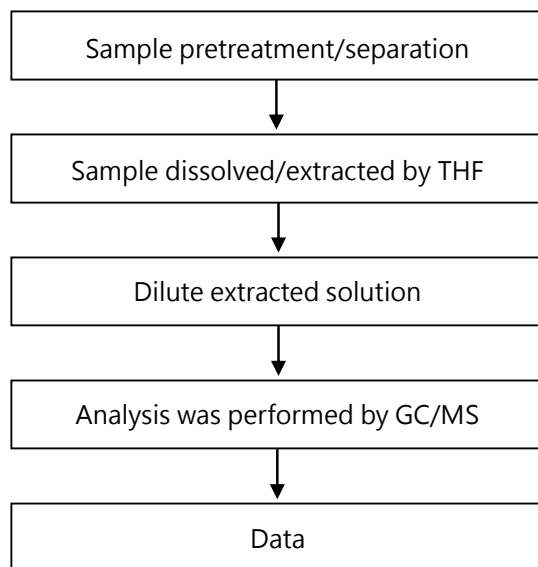 Sample pretreatment/separation
Sample dissolved/extracted by THF
Dilute extracted solution
Analysis was performed by GC/MS
Data